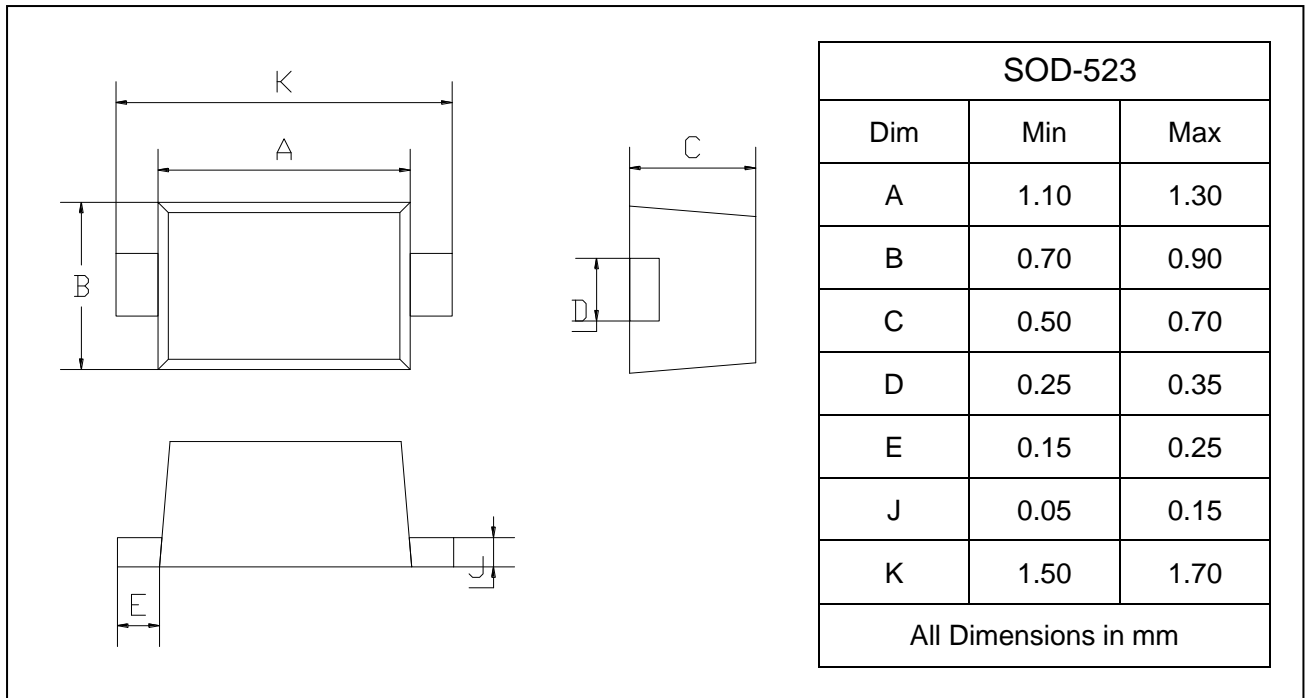 K
A
B
C
D
E
J
SOD-523
Dim Min Max
A 1.10 1.30
B 0.70 0.90
C 0.50 0.70
D 0.25 0.35
E 0.15 0.25
J 0.05 0.15
K 1.50 1.70
All Dimensions in mm